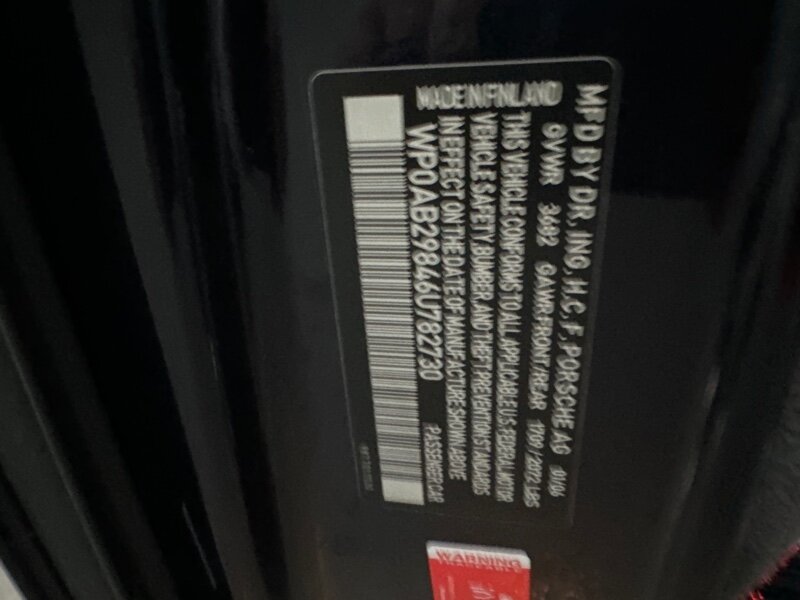 MFD BY DR, ING, H, C, F, PORSCHE AG 01/06
GVWR 3682 GAWR-FRONT/REAR LBS
THIS VEHICLE CONFORMS TO ALL APPLICABLE U.S. FEDERAL MOTOR
VEHICLE SAFETY, BUMPER, AND THEFT PREVENTION STANDARDS
IN EFFECT ON THE DATE OF MANUFACTURE SHOWN ABOVE
MADE IN FINLAND
WP0AB29846U782730 PASSENGER CAR
WARNING